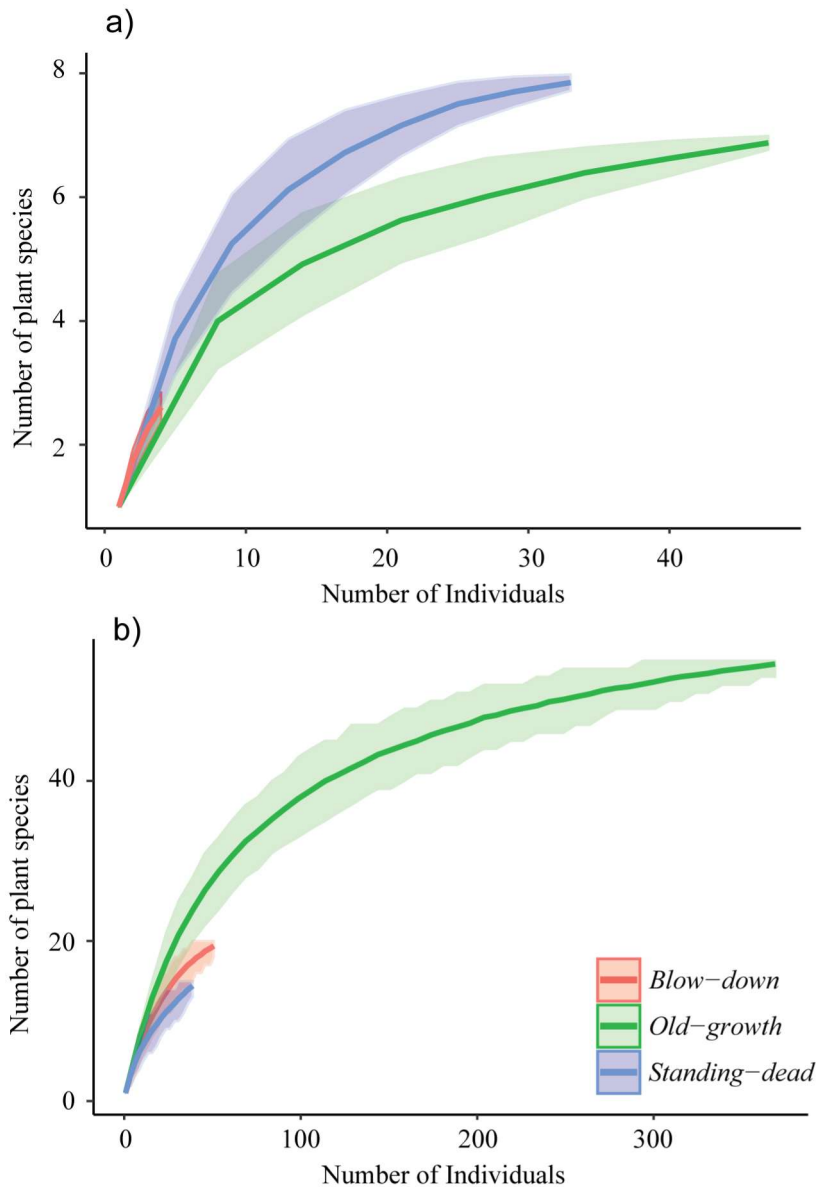 a)
8
6
4
2
Number of plant species
0 10 20 30 40
Number of Individuals
b)
40
20
0
Number of plant species
Blow−down
Old−growth
Standing−dead
0 100 200 300
Number of Individuals